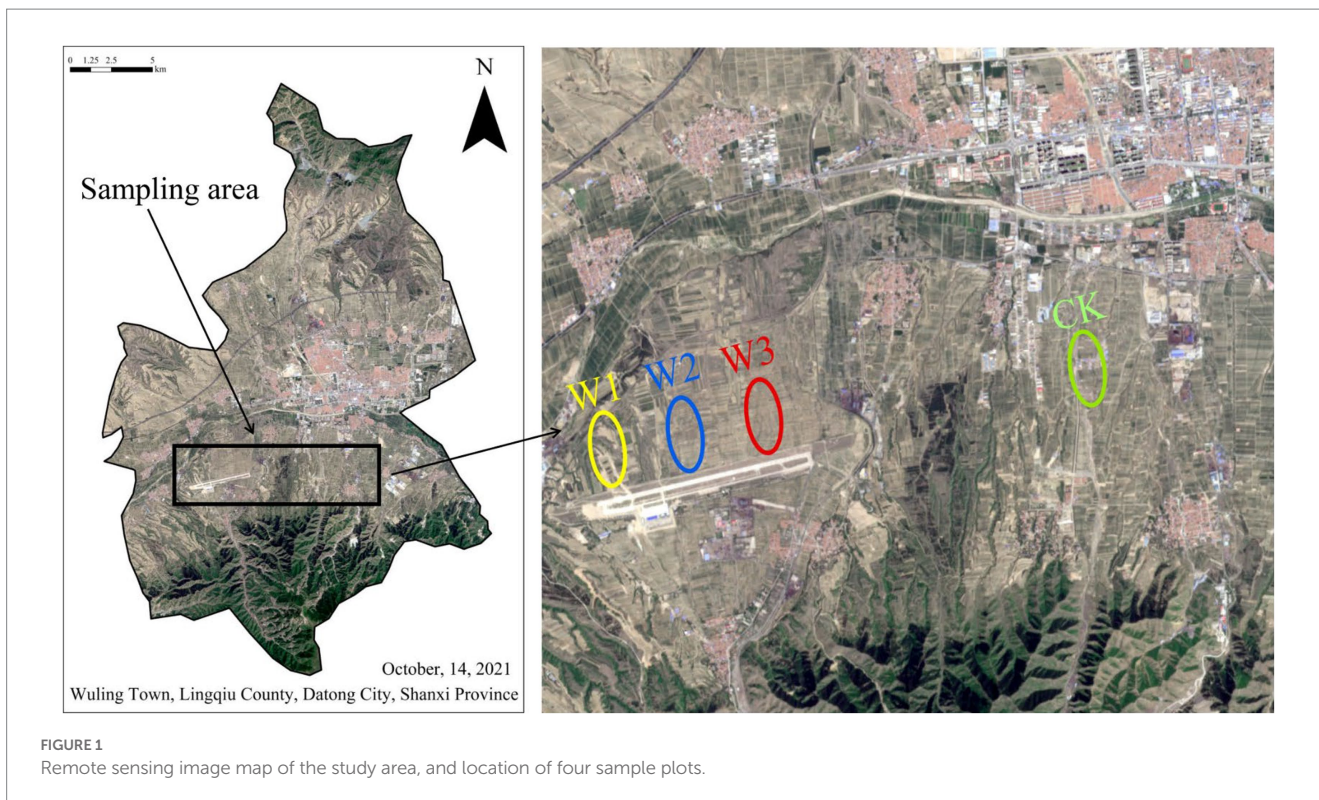 0 1.25 2.5 5
km
N
Sampling area
October, 14, 2021
Wuling Town, Lingqiu County, Datong City, Shanxi Province
W1
W2
W3
CK
FIGURE 1
Remote sensing image map of the study area, and location of four sample plots.